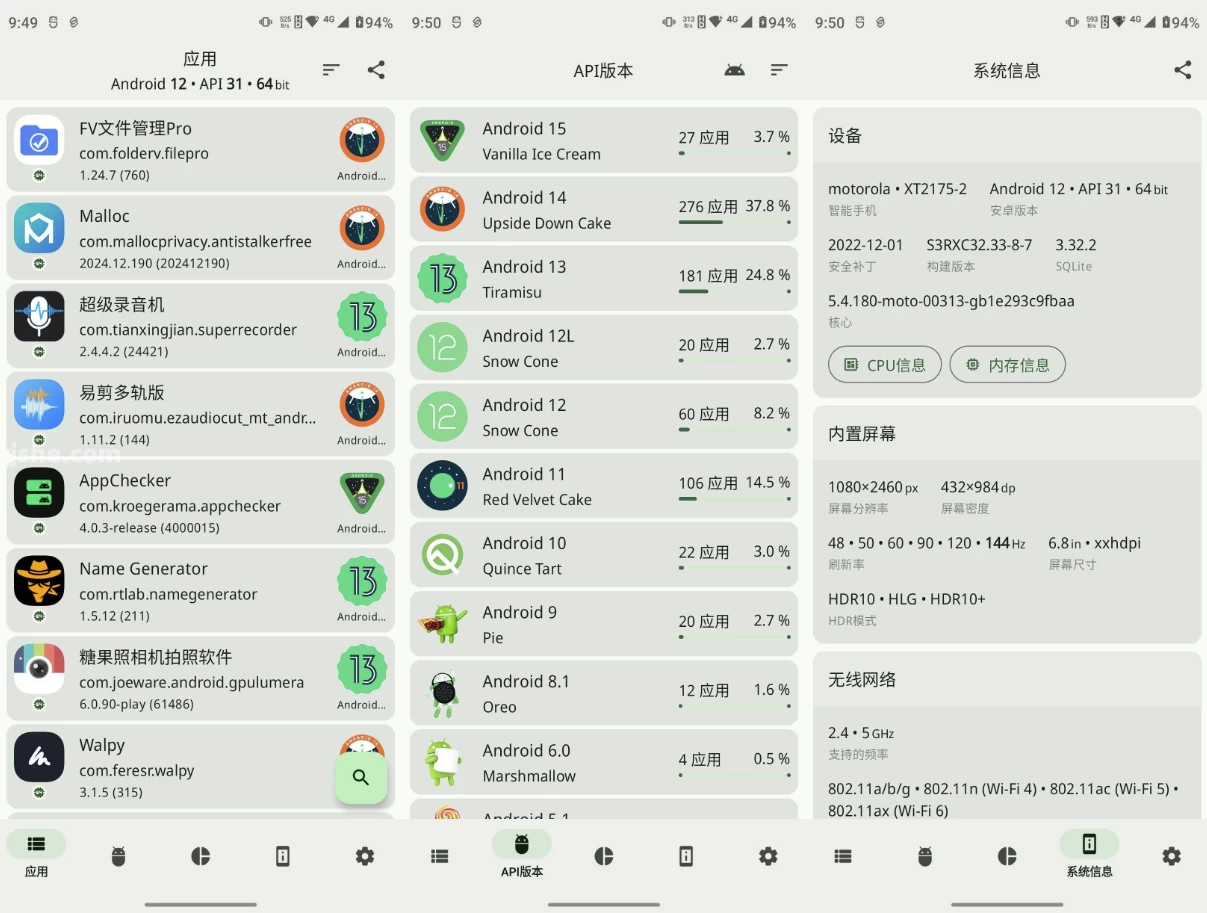 9:49
525 B/s
4G
94%
应用
Android 12 • API 31 • 64 bit
FV文件管理Pro
com.folderv.filepro
1.24.7 (760)
Android...
Malloc
com.mallocprivacy.antistalkerfree
2024.12.190 (202412190)
Android...
超级录音机
com.tianxingjian.superrecorder
2.4.4.2 (24421)
Android...
易剪多轨版
com.iruomu.ezaudiocut_mt_andr...
1.11.2 (144)
Android...
jshe.com
AppChecker
com.kroegerama.appchecker
4.0.3-release (4000015)
Android...
Name Generator
com.rtlab.namegenerator
1.5.12 (211)
Android...
糖果照相机拍照软件
com.joeware.android.gpulumera
6.0.90-play (61486)
Android...
Walpy
com.feresr.walpy
3.1.5 (315)
应用
9:50
313 B/s
4G
94%
API版本
Android 15
Vanilla Ice Cream
27 应用 3.7 %
Android 14
Upside Down Cake
276 应用 37.8 %
Android 13
Tiramisu
181 应用 24.8 %
Android 12L
Snow Cone
20 应用 2.7 %
Android 12
Snow Cone
60 应用 8.2 %
Android 11
Red Velvet Cake
106 应用 14.5 %
Android 10
Quince Tart
22 应用 3.0 %
Android 9
Pie
20 应用 2.7 %
Android 8.1
Oreo
12 应用 1.6 %
Android 6.0
Marshmallow
4 应用 0.5 %
Android 5.1
API版本
9:50
593 B/s
4G
94%
系统信息
设备
motorola • XT2175-2 Android 12 • API 31 • 64 bit
智能手机 安卓版本
2022-12-01 S3RXC32.33-8-7 3.32.2
安全补丁 构建版本 SQLite
5.4.180-moto-00313-gb1e293c9fbaa
核心
CPU信息 内存信息
内置屏幕
1080×2460 px 432×984 dp
屏幕分辨率 屏幕密度
48 • 50 • 60 • 90 • 120 • 144 Hz 6.8 in • xxhdpi
刷新率 屏幕尺寸
HDR10 • HLG • HDR10+
HDR模式
无线网络
2.4 • 5 GHz
支持的频率
802.11a/b/g • 802.11n (Wi-Fi 4) • 802.11ac (Wi-Fi 5) •
802.11ax (Wi-Fi 6)
系统信息